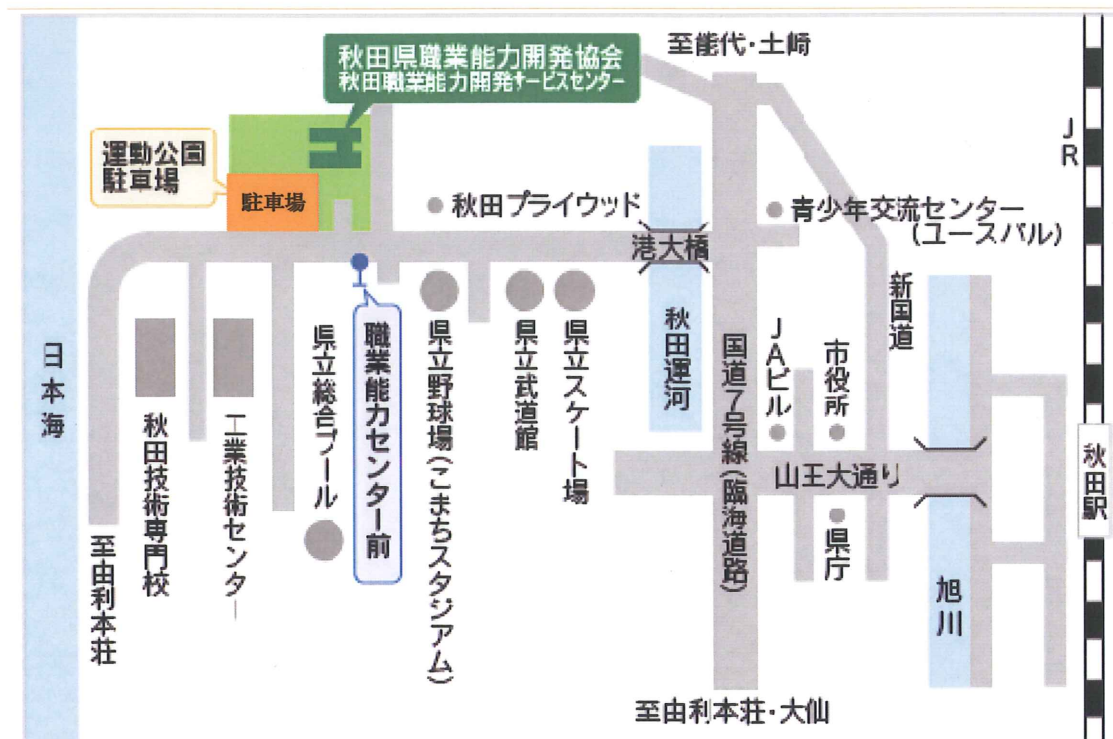 至能代・土崎
秋田県職業能力開発協会
秋田職業能力開発サービスセンター
JR
運動公園
駐車場
駐車場
秋田プライウッド
青少年交流センター
(ユースパル)
港大橋
新国道
日本海
秋田技術専門校
工業技術センター
県立総合プール
職業能力センター前
県立野球場(こまちスタジアム)
県立武道館
県立スケート場
秋田運河
国道7号線(臨海道路)
JAビル
市役所
山王大通り
秋田駅
県庁
旭川
至由利本荘
至由利本荘・大仙